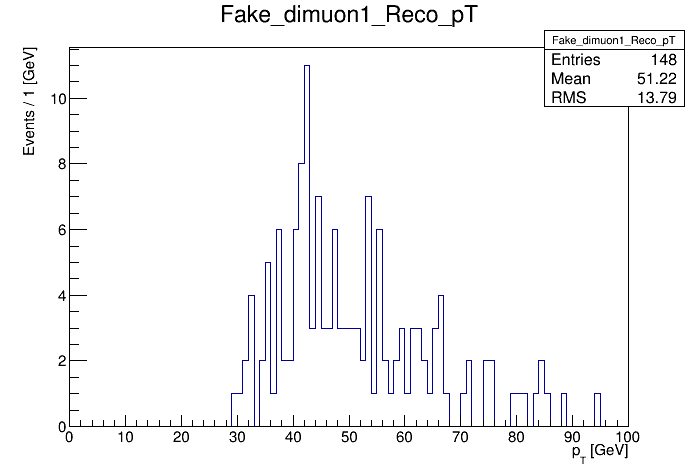 Fake_dimuon1_Reco_pT
Fake_dimuon1_Reco_pT
Entries 148
Mean 51.22
RMS 13.79
Events / 1 [GeV]
10
8
6
4
2
0
0 10 20 30 40 50 60 70 80 90 100
p_T [GeV]